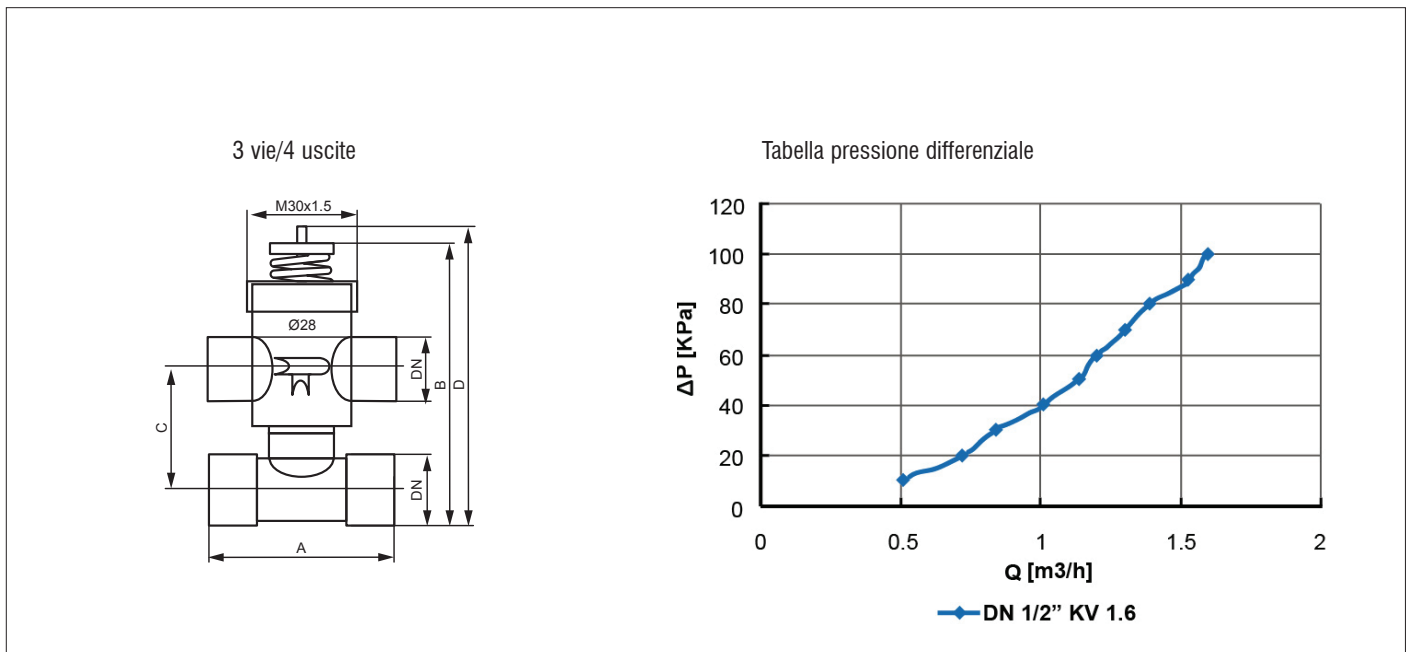 3 vie/4 uscite
M30x1.5
Ø28
DN
B
D
C
DN
A
Tabella pressione differenziale
120
100
80
60
40
20
0
ΔP [KPa]
0 0.5 1 1.5 2
Q [m3/h]
DN 1/2” KV 1.6